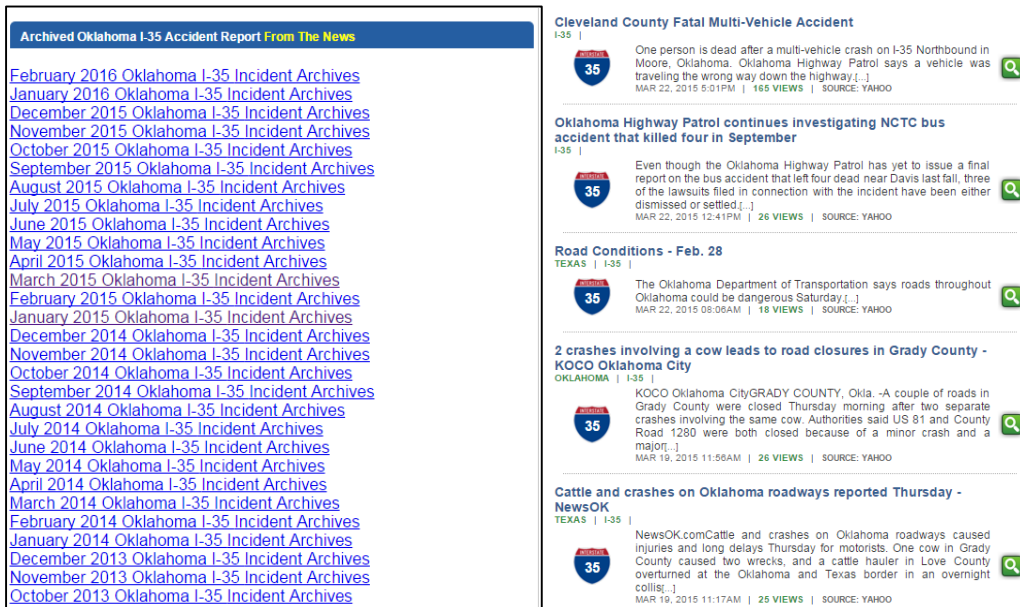 Archived Oklahoma I-35 Accident Report From The News
February 2016 Oklahoma I-35 Incident Archives
January 2016 Oklahoma I-35 Incident Archives
December 2015 Oklahoma I-35 Incident Archives
November 2015 Oklahoma I-35 Incident Archives
October 2015 Oklahoma I-35 Incident Archives
September 2015 Oklahoma I-35 Incident Archives
August 2015 Oklahoma I-35 Incident Archives
July 2015 Oklahoma I-35 Incident Archives
June 2015 Oklahoma I-35 Incident Archives
May 2015 Oklahoma I-35 Incident Archives
April 2015 Oklahoma I-35 Incident Archives
March 2015 Oklahoma I-35 Incident Archives
February 2015 Oklahoma I-35 Incident Archives
January 2015 Oklahoma I-35 Incident Archives
December 2014 Oklahoma I-35 Incident Archives
November 2014 Oklahoma I-35 Incident Archives
October 2014 Oklahoma I-35 Incident Archives
September 2014 Oklahoma I-35 Incident Archives
August 2014 Oklahoma I-35 Incident Archives
July 2014 Oklahoma I-35 Incident Archives
June 2014 Oklahoma I-35 Incident Archives
May 2014 Oklahoma I-35 Incident Archives
April 2014 Oklahoma I-35 Incident Archives
March 2014 Oklahoma I-35 Incident Archives
February 2014 Oklahoma I-35 Incident Archives
January 2014 Oklahoma I-35 Incident Archives
December 2013 Oklahoma I-35 Incident Archives
November 2013 Oklahoma I-35 Incident Archives
October 2013 Oklahoma I-35 Incident Archives
Cleveland County Fatal Multi-Vehicle Accident
I-35 |
INTERSTATE
35
One person is dead after a multi-vehicle crash on I-35 Northbound in
Moore, Oklahoma. Oklahoma Highway Patrol says a vehicle was
traveling the wrong way down the highway.[...]
MAR 22, 2015 5:01PM | 165 VIEWS | SOURCE: YAHOO
Oklahoma Highway Patrol continues investigating NCTC bus
accident that killed four in September
I-35 |
INTERSTATE
35
Even though the Oklahoma Highway Patrol has yet to issue a final
report on the bus accident that left four dead near Davis last fall, three
of the lawsuits filed in connection with the incident have been either
dismissed or settled.[...]
MAR 22, 2015 12:41PM | 26 VIEWS | SOURCE: YAHOO
Road Conditions - Feb. 28
TEXAS | I-35 |
INTERSTATE
35
The Oklahoma Department of Transportation says roads throughout
Oklahoma could be dangerous Saturday.[...]
MAR 22, 2015 08:06AM | 18 VIEWS | SOURCE: YAHOO
2 crashes involving a cow leads to road closures in Grady County -
KOCO Oklahoma City
OKLAHOMA | I-35 |
INTERSTATE
35
KOCO Oklahoma CityGRADY COUNTY, Okla. -A couple of roads in
Grady County were closed Thursday morning after two separate
crashes involving the same cow. Authorities said US 81 and County
Road 1280 were both closed because of a minor crash and a
major[...]
MAR 19, 2015 11:56AM | 26 VIEWS | SOURCE: YAHOO
Cattle and crashes on Oklahoma roadways reported Thursday -
NewsOK
TEXAS | I-35 |
INTERSTATE
35
NewsOK.comCattle and crashes on Oklahoma roadways caused
injuries and long delays Thursday for motorists. One cow in Grady
County caused two wrecks, and a cattle hauler in Love County
overturned at the Oklahoma and Texas border in an overnight
collis[...]
MAR 19, 2015 11:17AM | 25 VIEWS | SOURCE: YAHOO